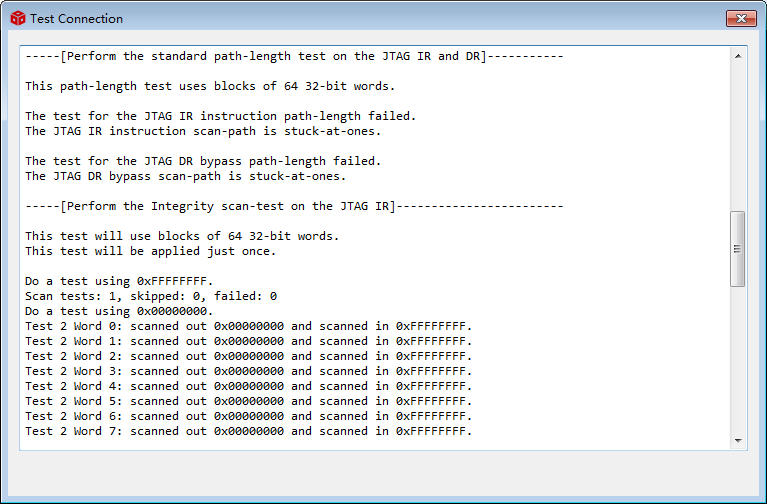 Test Connection
-----[Perform the standard path-length test on the JTAG IR and DR]-----------
This path-length test uses blocks of 64 32-bit words.
The test for the JTAG IR instruction path-length failed.
The JTAG IR instruction scan-path is stuck-at-ones.
The test for the JTAG DR bypass path-length failed.
The JTAG DR bypass scan-path is stuck-at-ones.
-----[Perform the Integrity scan-test on the JTAG IR]------------------------
This test will use blocks of 64 32-bit words.
This test will be applied just once.
Do a test using 0xFFFFFFFF.
Scan tests: 1, skipped: 0, failed: 0
Do a test using 0x00000000.
Test 2 Word 0: scanned out 0x00000000 and scanned in 0xFFFFFFFF.
Test 2 Word 1: scanned out 0x00000000 and scanned in 0xFFFFFFFF.
Test 2 Word 2: scanned out 0x00000000 and scanned in 0xFFFFFFFF.
Test 2 Word 3: scanned out 0x00000000 and scanned in 0xFFFFFFFF.
Test 2 Word 4: scanned out 0x00000000 and scanned in 0xFFFFFFFF.
Test 2 Word 5: scanned out 0x00000000 and scanned in 0xFFFFFFFF.
Test 2 Word 6: scanned out 0x00000000 and scanned in 0xFFFFFFFF.
Test 2 Word 7: scanned out 0x00000000 and scanned in 0xFFFFFFFF.